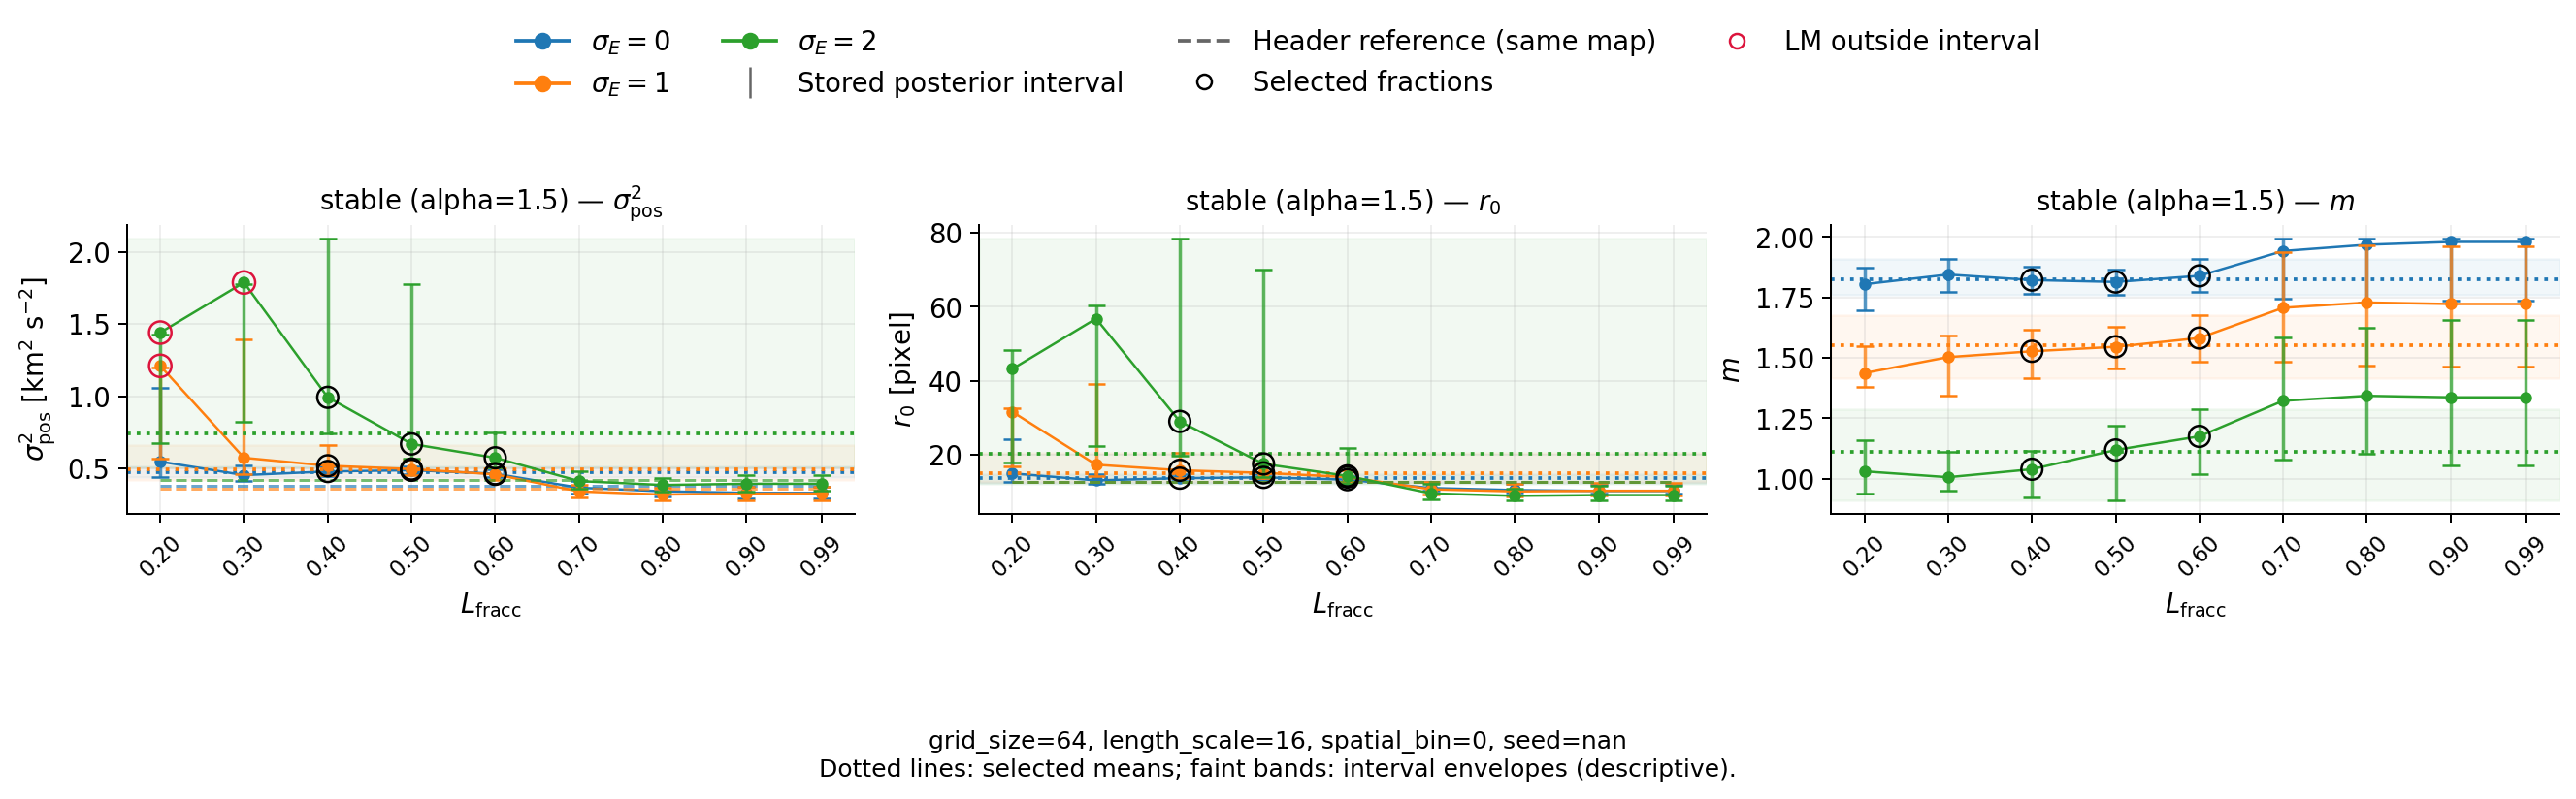 σ_E = 0
σ_E = 1
σ_E = 2
Stored posterior interval
Header reference (same map)
Selected fractions
LM outside interval
stable (alpha=1.5) — σ²_pos
σ²_pos [km² s⁻²]
2.0
1.5
1.0
0.5
0.20 0.30 0.40 0.50 0.60 0.70 0.80 0.90 0.99
L_fracc
stable (alpha=1.5) — r₀
r₀ [pixel]
80
60
40
20
0.20 0.30 0.40 0.50 0.60 0.70 0.80 0.90 0.99
L_fracc
stable (alpha=1.5) — m
m
2.00
1.75
1.50
1.25
1.00
0.20 0.30 0.40 0.50 0.60 0.70 0.80 0.90 0.99
L_fracc
grid_size=64, length_scale=16, spatial_bin=0, seed=nan
Dotted lines: selected means; faint bands: interval envelopes (descriptive).